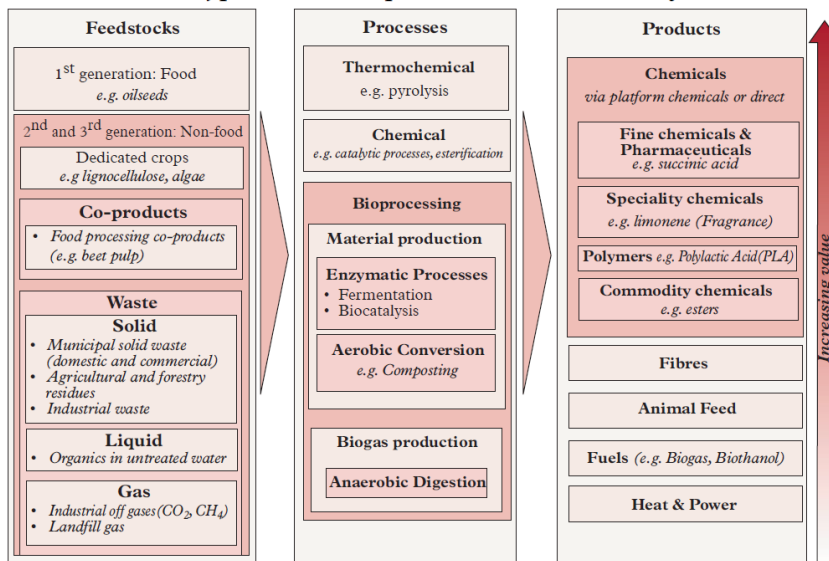 Feedstocks
1st generation: Food
e.g. oilseeds
2nd and 3rd generation: Non-food
Dedicated crops
e.g lignocellulose, algae
Co-products
• Food processing co-products
(e.g. beet pulp)
Waste
Solid
• Municipal solid waste
(domestic and commercial)
• Agricultural and forestry
residues
• Industrial waste
Liquid
• Organics in untreated water
Gas
• Industrial off gases(CO2, CH4)
• Landfill gas
Processes
Thermochemical
e.g. pyrolysis
Chemical
e.g. catalytic processes, esterification
Bioprocessing
Material production
Enzymatic Processes
• Fermentation
• Biocatalysis
Aerobic Conversion
e.g. Composting
Biogas production
Anaerobic Digestion
Products
Chemicals
via platform chemicals or direct
Fine chemicals &
Pharmaceuticals
e.g. succinic acid
Speciality chemicals
e.g. limonene (Fragrance)
Polymers e.g. Polylactic Acid(PLA)
Commodity chemicals
e.g. esters
Fibres
Animal Feed
Fuels (e.g. Biogas, Biothanol)
Heat & Power
Increasing value